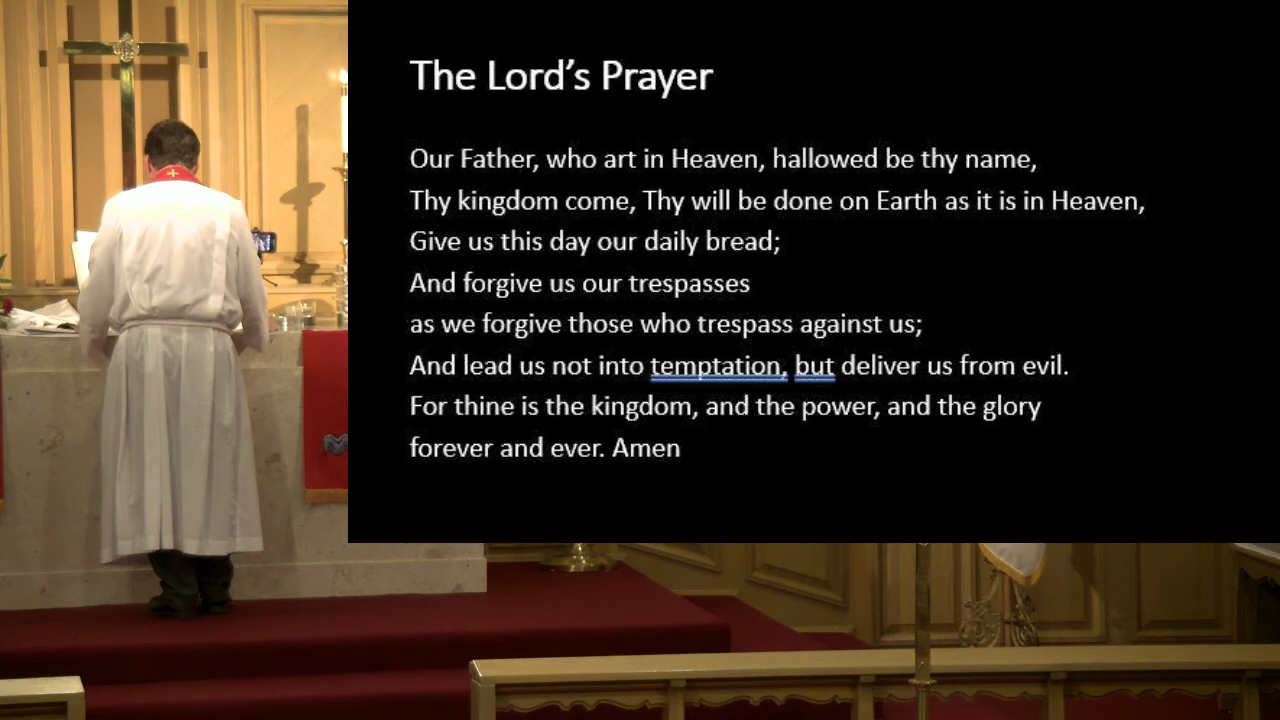 The Lord’s Prayer
Our Father, who art in Heaven, hallowed be thy name,
Thy kingdom come, Thy will be done on Earth as it is in Heaven,
Give us this day our daily bread;
And forgive us our trespasses
as we forgive those who trespass against us;
And lead us not into temptation, but deliver us from evil.
For thine is the kingdom, and the power, and the glory
forever and ever. Amen